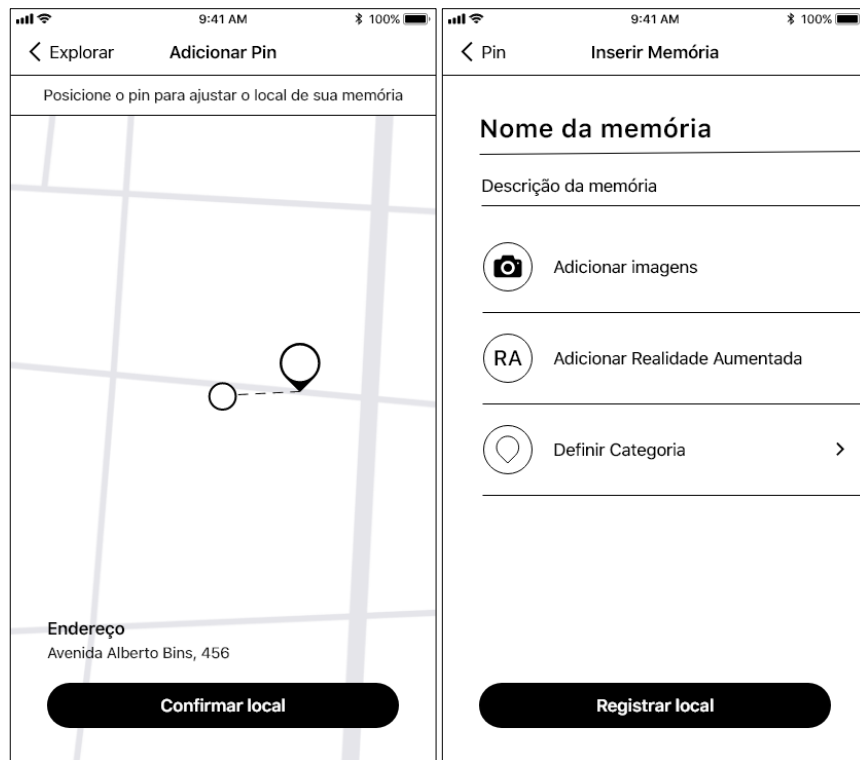 9:41 AM
100%
Explorar
Adicionar Pin
Posicione o pin para ajustar o local de sua memória
Endereço
Avenida Alberto Bins, 456
Confirmar local
9:41 AM
100%
Pin
Inserir Memória
Nome da memória
Descrição da memória
Adicionar imagens
RA
Adicionar Realidade Aumentada
Definir Categoria
Registrar local